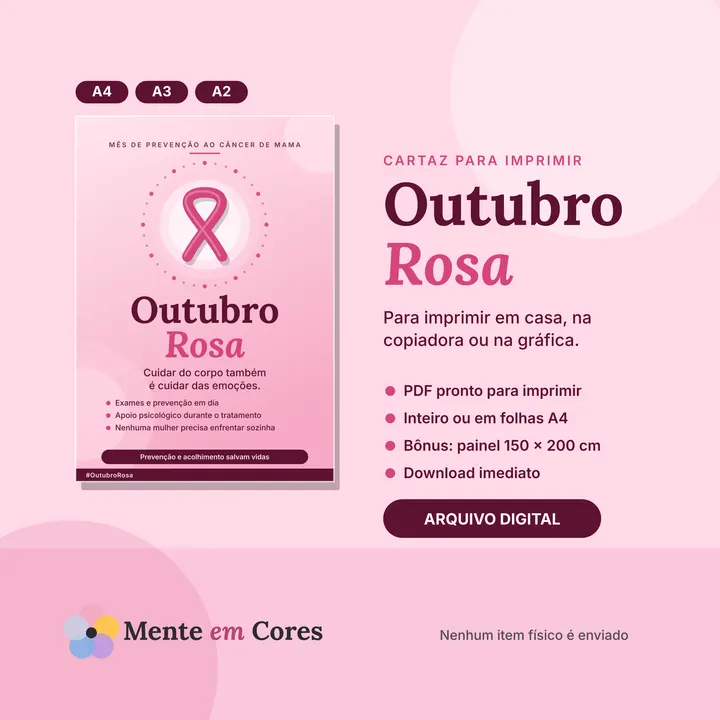 A4 A3 A2
MÊS DE PREVENÇÃO AO CÂNCER DE MAMA
Outubro
Rosa
Cuidar do corpo também
é cuidar das emoções.
Exames e prevenção em dia
Apoio psicológico durante o tratamento
Nenhuma mulher precisa enfrentar sozinha
Prevenção e acolhimento salvam vidas
#OutubroRosa
CARTAZ PARA IMPRIMIR
Outubro
Rosa
Para imprimir em casa, na
copiadora ou na gráfica.
PDF pronto para imprimir
Inteiro ou em folhas A4
Bônus: painel 150 × 200 cm
Download imediato
ARQUIVO DIGITAL
Mente em Cores
Nenhum item físico é enviado